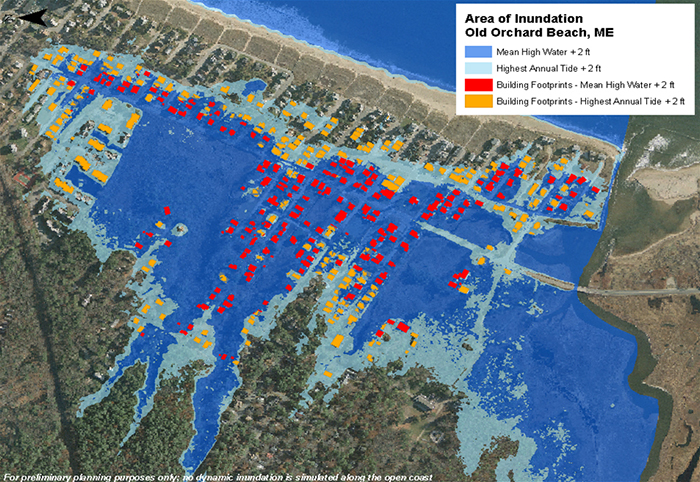 Area of Inundation
Old Orchard Beach, ME
Mean High Water + 2 ft
Highest Annual Tide + 2 ft
Building Footprints - Mean High Water + 2 ft
Building Footprints - Highest Annual Tide + 2 ft
For preliminary planning purposes only; no dynamic inundation is simulated along the open coast